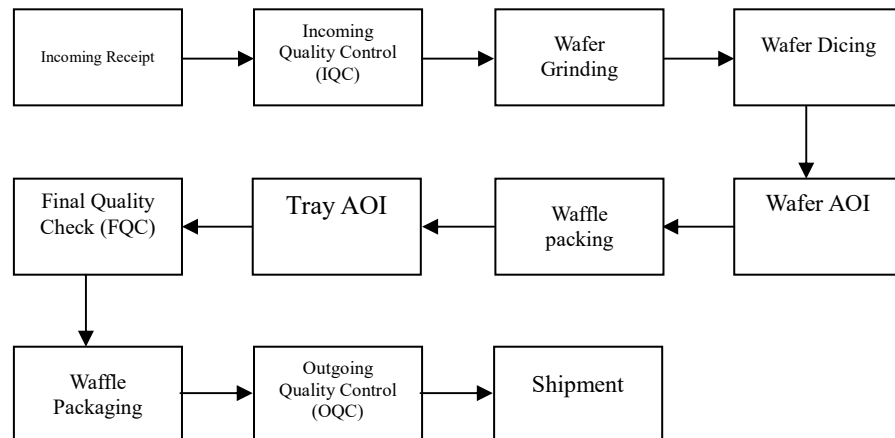 Incoming Receipt
Incoming
Quality Control
(IQC)
Wafer
Grinding
Wafer Dicing
Wafer AOI
Waffle
packing
Tray AOI
Final Quality
Check (FQC)
Waffle
Packaging
Outgoing
Quality Control
(OQC)
Shipment